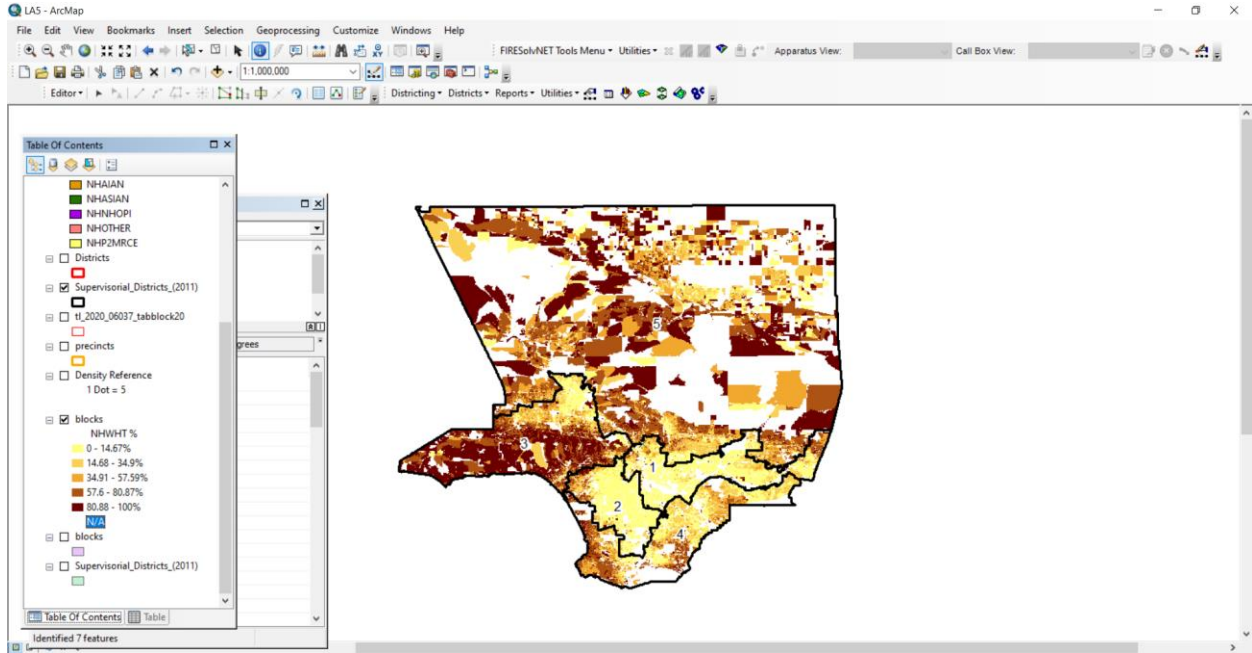 LA5 - ArcMap
File Edit View Bookmarks Insert Selection Geoprocessing Customize Windows Help
FIRESolvNET Tools Menu Utilities Apparatus View: Call Box View:
1:1,000,000
Editor Districting Districts Reports Utilities
Table Of Contents
NHAIAN
NHASIAN
NHNHOPI
NHOTHER
NHP2MRCE
Districts
Supervisorial_Districts_(2011)
tl_2020_06037_tabblock20
precincts
grees
Density Reference
1 Dot = 5
blocks
NHWHT %
0 - 14.67%
14.68 - 34.9%
34.91 - 57.59%
57.6 - 80.87%
80.88 - 100%
N/A
blocks
Supervisorial_Districts_(2011)
Table Of Contents Table
Identified 7 features
5
3
1
2
4